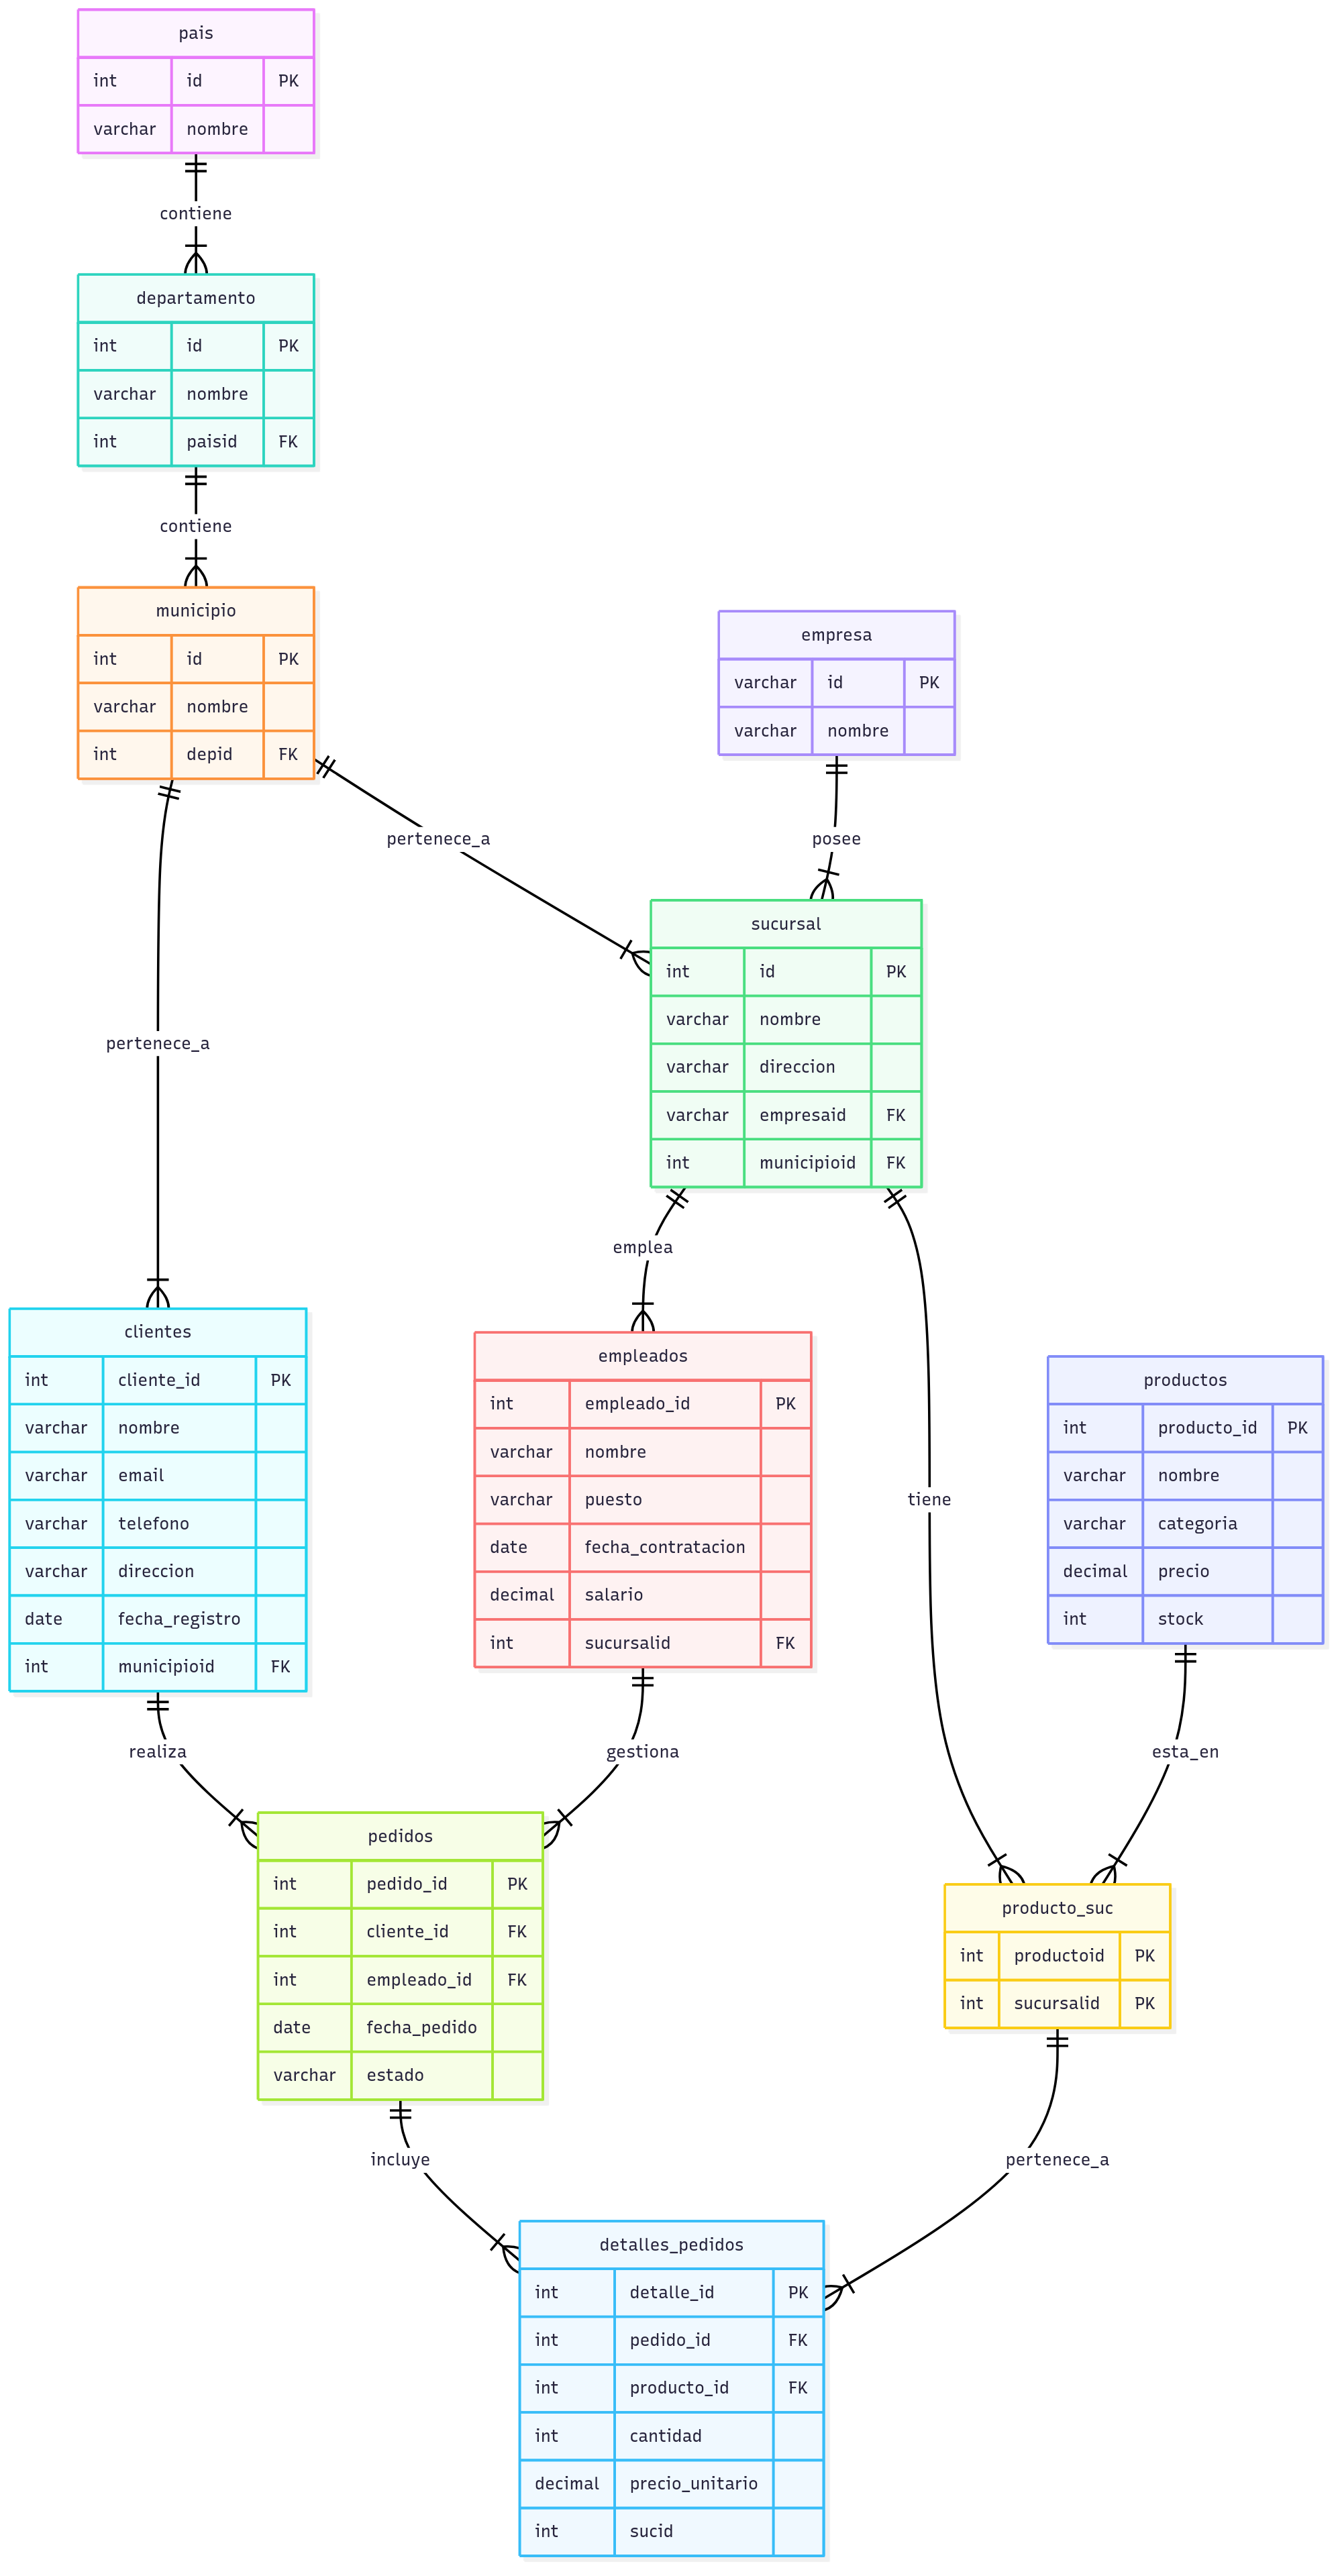 pais
int id PK
varchar nombre
contiene
departamento
int id PK
varchar nombre
int paisid FK
contiene
municipio
int id PK
varchar nombre
int depid FK
empresa
varchar id PK
varchar nombre
pertenece_a
posee
sucursal
int id PK
varchar nombre
varchar direccion
varchar empresaid FK
int municipioid FK
pertenece_a
emplea
clientes
int cliente_id PK
varchar nombre
varchar email
varchar telefono
varchar direccion
date fecha_registro
int municipioid FK
empleados
int empleado_id PK
varchar nombre
varchar puesto
date fecha_contratacion
decimal salario
int sucursalid FK
tiene
productos
int producto_id PK
varchar nombre
varchar categoria
decimal precio
int stock
realiza
gestiona
esta_en
pedidos
int pedido_id PK
int cliente_id FK
int empleado_id FK
date fecha_pedido
varchar estado
producto_suc
int productoid PK
int sucursalid PK
incluye
pertenece_a
detalles_pedidos
int detalle_id PK
int pedido_id FK
int producto_id FK
int cantidad
decimal precio_unitario
int sucid